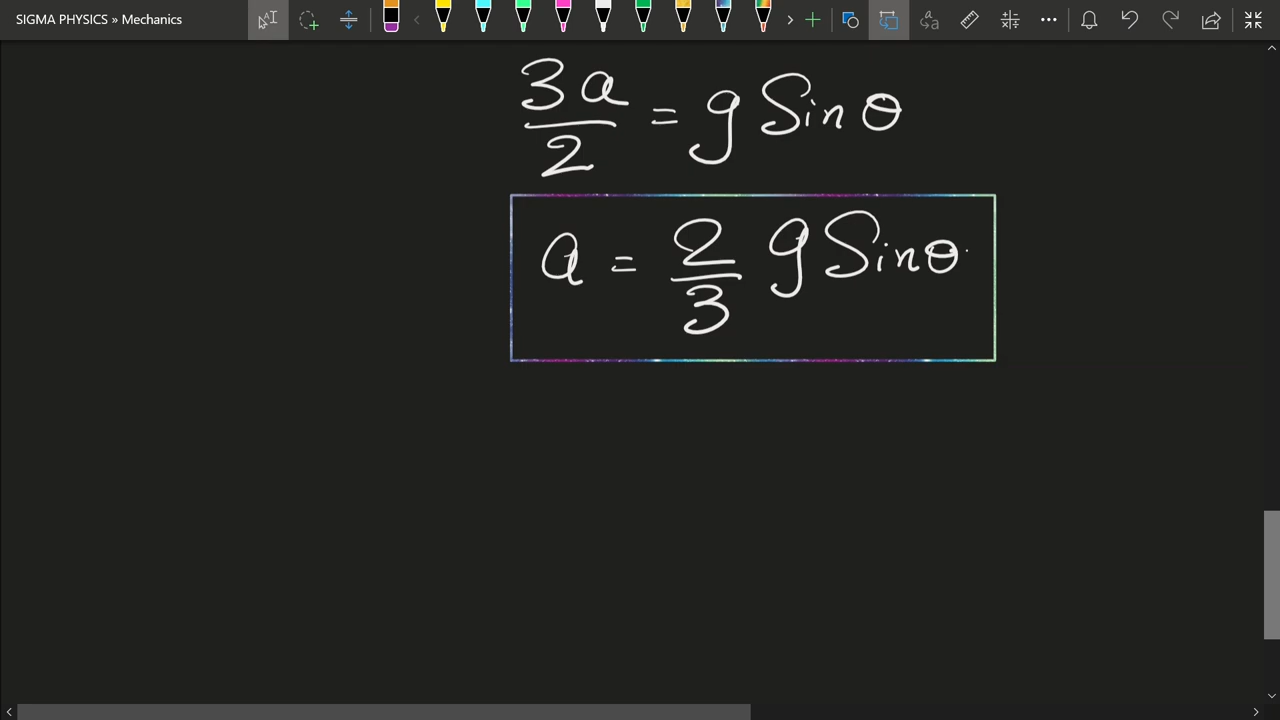 SIGMA PHYSICS » Mechanics
3a/2 = g Sin θ
a = 2/3 g Sin θ